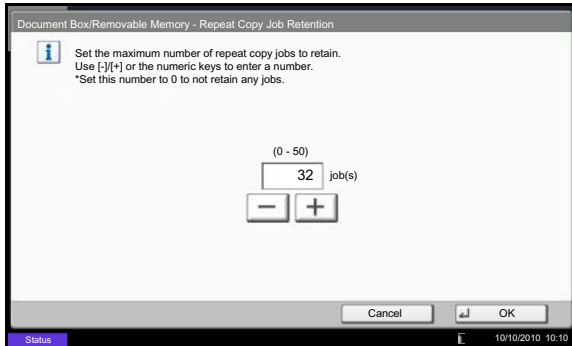 Document Box/Removable Memory - Repeat Copy Job Retention
Set the maximum number of repeat copy jobs to retain.
Use [-]/[+] or the numeric keys to enter a number.
*Set this number to 0 to not retain any jobs.
(0 - 50)
32 job(s)
Cancel
OK
Status
10/10/2010 10:10